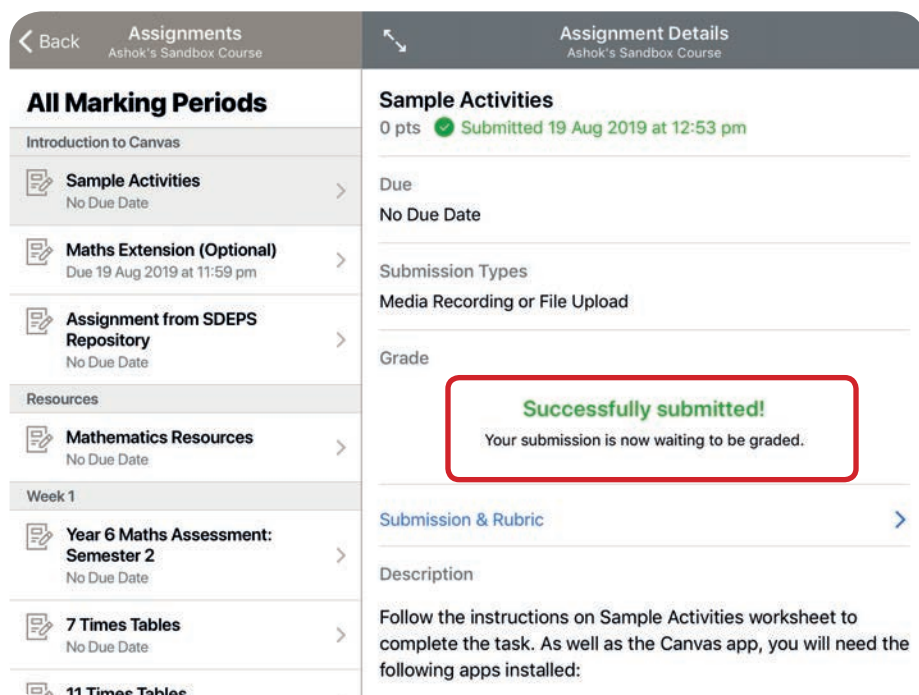 Back
Assignments
Ashok's Sandbox Course
All Marking Periods
Introduction to Canvas
Sample Activities
No Due Date
Maths Extension (Optional)
Due 19 Aug 2019 at 11:59 pm
Assignment from SDEPS
Repository
No Due Date
Resources
Mathematics Resources
No Due Date
Week 1
Year 6 Maths Assessment:
Semester 2
No Due Date
7 Times Tables
No Due Date
11 Times Tables
Assignment Details
Ashok's Sandbox Course
Sample Activities
0 pts Submitted 19 Aug 2019 at 12:53 pm
Due
No Due Date
Submission Types
Media Recording or File Upload
Grade
Successfully submitted!
Your submission is now waiting to be graded.
Submission & Rubric
Description
Follow the instructions on Sample Activities worksheet to
complete the task. As well as the Canvas app, you will need the
following apps installed: